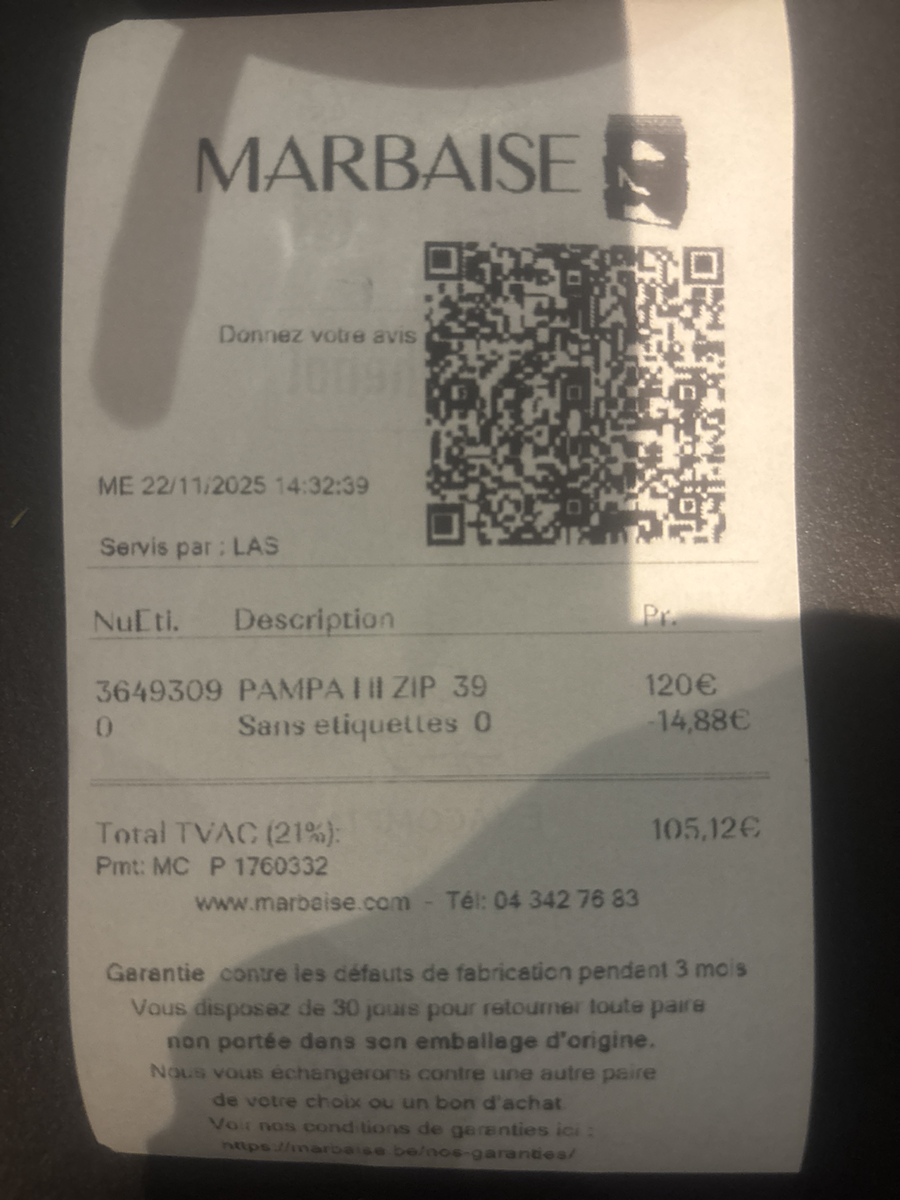 MARBAISE
Donnez votre avis
ME 22/11/2025 14:32:39
Servis par : LAS
NuEti. Description Pr.
3649309 PAMPA HI ZIP 39 120€
0 Sans etiquettes 0 -14,88€
Total TVAC (21%): 105,12€
Pmt: MC P 1760332
www.marbaise.com - Tél: 04 342 76 83
Garantie contre les défauts de fabrication pendant 3 mois
Vous disposez de 30 jours pour retourner toute paire
non portée dans son emballage d'origine.
Nous vous échangerons contre une autre paire
de votre choix ou un bon d'achat.
Voir nos conditions de garanties ici :
https://marbaise.be/nos-garanties/